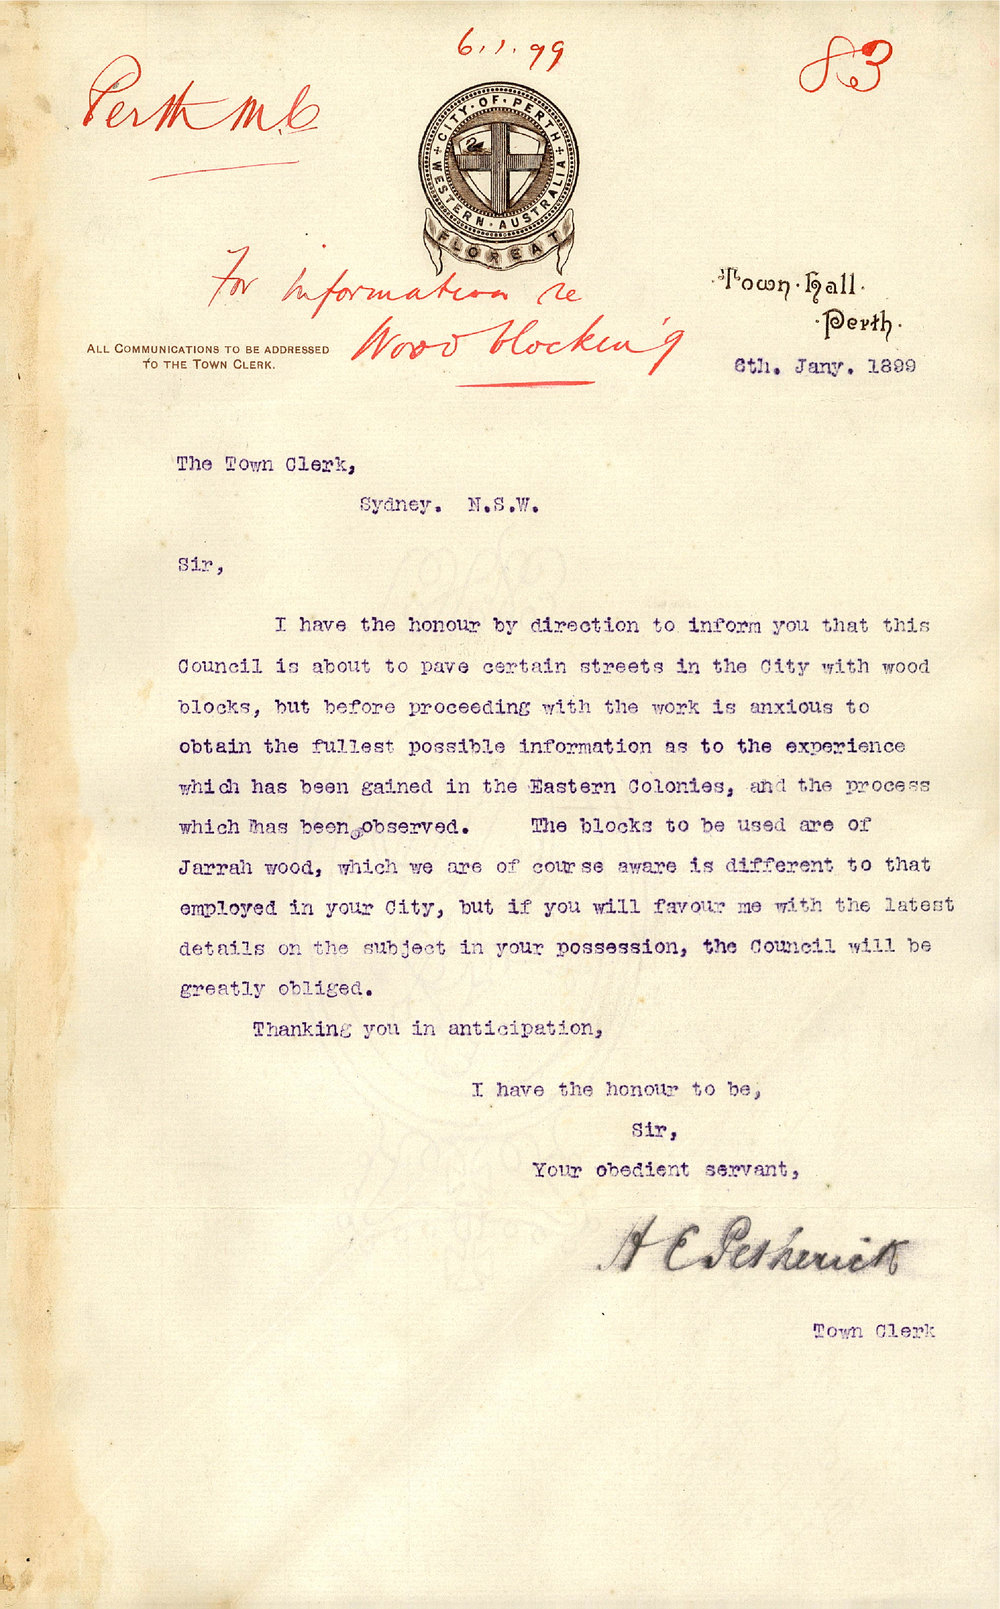 6.1.99
83
Perth M.C
CITY·OF·PERTH
WESTERN·AUSTRALIA
FLOREAT
For information re
Wood blocking
Town·Hall·
·Perth·
ALL COMMUNICATIONS TO BE ADDRESSED
TO THE TOWN CLERK.
6th. Jany. 1899
The Town Clerk,
Sydney. N.S.W.
Sir,
I have the honour by direction to inform you that this
Council is about to pave certain streets in the City with wood
blocks, but before proceeding with the work is anxious to
obtain the fullest possible information as to the experience
which has been gained in the Eastern Colonies, and the process
which has been observed. The blocks to be used are of
Jarrah wood, which we are of course aware is different to that
employed in your City, but if you will favour me with the latest
details on the subject in your possession, the Council will be
greatly obliged.
Thanking you in anticipation,
I have the honour to be,
Sir,
Your obedient servant,
H E Petherick
Town Clerk